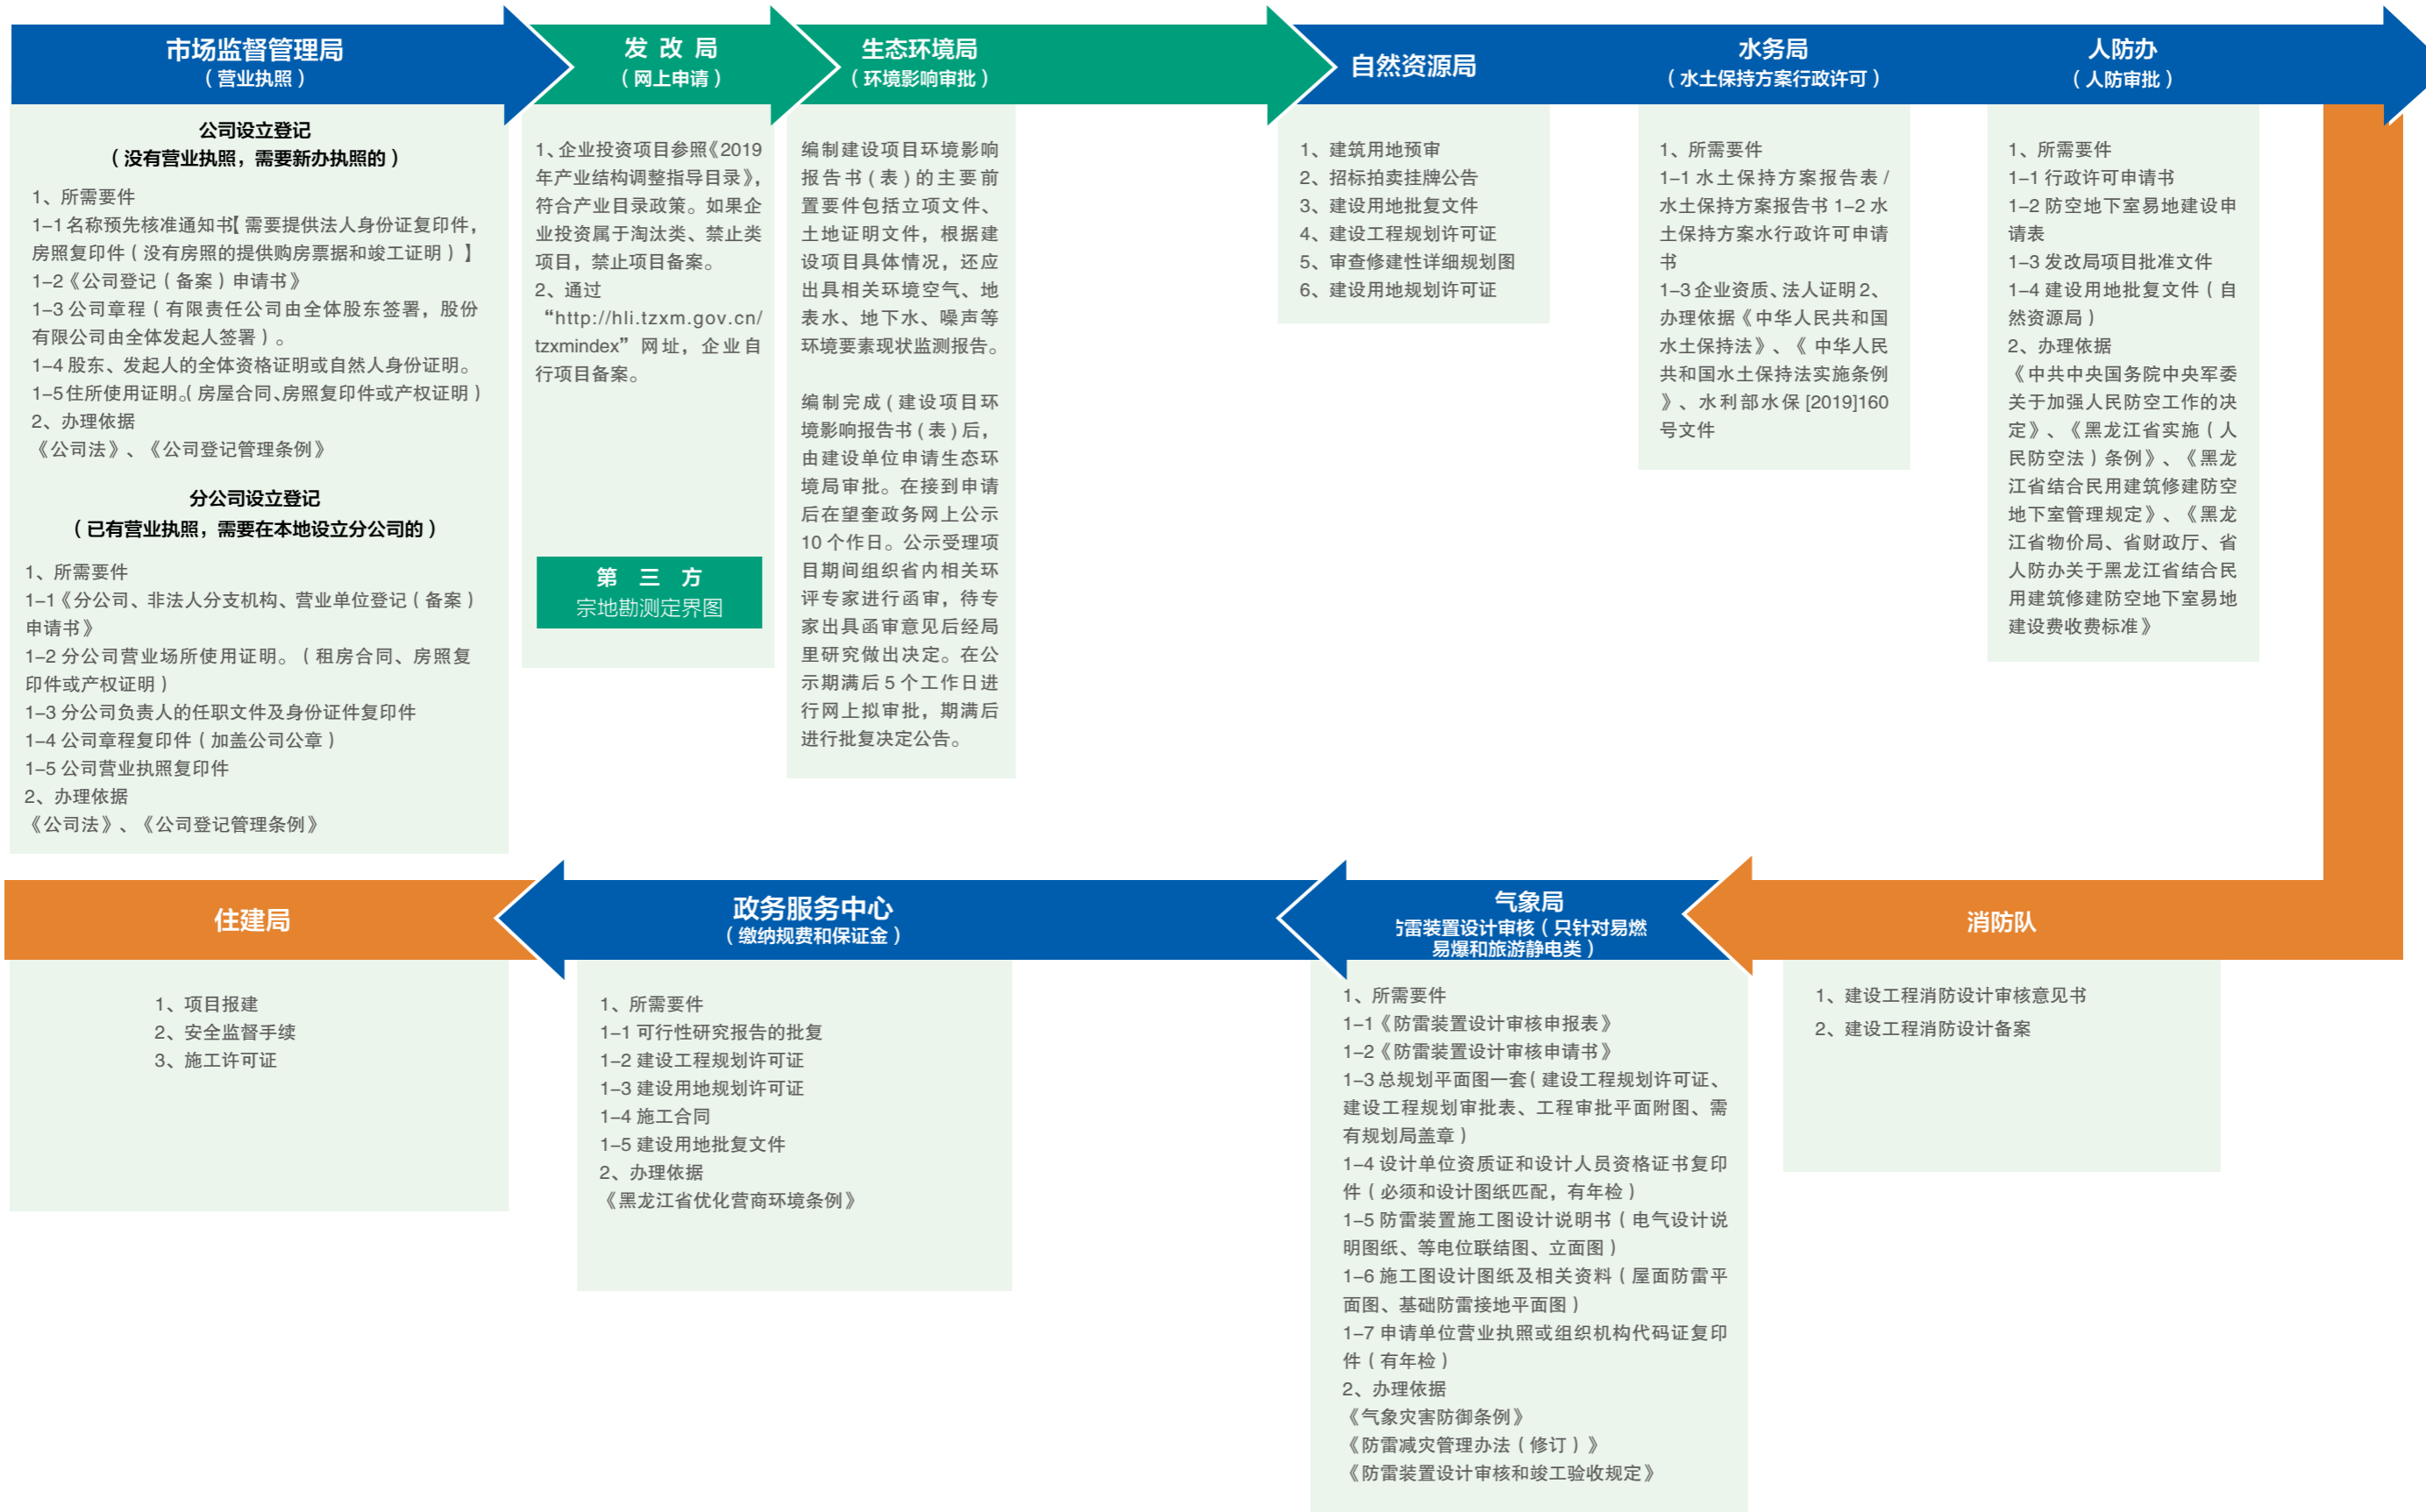 市场监督管理局
（营业执照）
公司设立登记
（没有营业执照，需要新办执照的）
1、所需要件
1–1 名称预先核准通知书【需要提供法人身份证复印件，
房照复印件（没有房照的提供购房票据和竣工证明）】
1–2《公司登记（备案）申请书》
1–3 公司章程（有限责任公司由全体股东签署，股份
有限公司由全体发起人签署）。
1–4 股东、发起人的全体资格证明或自然人身份证明。
1–5 住所使用证明。（房屋合同、房照复印件或产权证明）
2、办理依据
《公司法》、《公司登记管理条例》
分公司设立登记
（已有营业执照，需要在本地设立分公司的）
1、所需要件
1–1《分公司、非法人分支机构、营业单位登记（备案）
申请书》
1–2 分公司营业场所使用证明。（租房合同、房照复
印件或产权证明）
1–3 分公司负责人的任职文件及身份证件复印件
1–4 公司章程复印件（加盖公司公章）
1–5 公司营业执照复印件
2、办理依据
《公司法》、《公司登记管理条例》
发 改 局
（网上申请）
1、企业投资项目参照《2019
年产业结构调整指导目录》，
符合产业目录政策。如果企
业投资属于淘汰类、禁止类
项目，禁止项目备案。
2、通过
“http://hli.tzxm.gov.cn/
tzxmindex”网址，企业自
行项目备案。
第 三 方
宗地勘测定界图
生态环境局
（环境影响审批）
编制建设项目环境影响
报告书（表）的主要前
置要件包括立项文件、
土地证明文件，根据建
设项目具体情况，还应
出具相关环境空气、地
表水、地下水、噪声等
环境要素现状监测报告。
编制完成（建设项目环
境影响报告书（表）后，
由建设单位申请生态环
境局审批。在接到申请
后在望奎政务网上公示
10 个作日。公示受理项
目期间组织省内相关环
评专家进行函审，待专
家出具函审意见后经局
里研究做出决定。在公
示期满后 5 个工作日进
行网上拟审批，期满后
进行批复决定公告。
自然资源局
1、建筑用地预审
2、招标拍卖挂牌公告
3、建设用地批复文件
4、建设工程规划许可证
5、审查修建性详细规划图
6、建设用地规划许可证
水务局
（水土保持方案行政许可）
1、所需要件
1–1 水土保持方案报告表 /
水土保持方案报告书 1–2 水
土保持方案水行政许可申请
书
1–3 企业资质、法人证明 2、
办理依据《中华人民共和国
水土保持法》、《 中华人民
共和国水土保持法实施条例
》、水利部水保 [2019]160
号文件
人防办
（人防审批）
1、所需要件
1–1 行政许可申请书
1–2 防空地下室易地建设申
请表
1–3 发改局项目批准文件
1–4 建设用地批复文件（自
然资源局）
2、办理依据
《中共中央国务院中央军委
关于加强人民防空工作的决
定》、《黑龙江省实施（人
民防空法）条例》、《黑龙
江省结合民用建筑修建防空
地下室管理规定》、《黑龙
江省物价局、省财政厅、省
人防办关于黑龙江省结合民
用建筑修建防空地下室易地
建设费收费标准》
消防队
1、建设工程消防设计审核意见书
2、建设工程消防设计备案
气象局
雷装置设计审核（只针对易燃
易爆和旅游静电类）
1、所需要件
1–1《防雷装置设计审核申报表》
1–2《防雷装置设计审核申请书》
1–3 总规划平面图一套（建设工程规划许可证、
建设工程规划审批表、工程审批平面附图、需
有规划局盖章）
1–4 设计单位资质证和设计人员资格证书复印
件（必须和设计图纸匹配，有年检）
1–5 防雷装置施工图设计说明书（电气设计说
明图纸、等电位联结图、立面图）
1–6 施工图设计图纸及相关资料（屋面防雷平
面图、基础防雷接地平面图）
1–7 申请单位营业执照或组织机构代码证复印
件（有年检）
2、办理依据
《气象灾害防御条例》
《防雷减灾管理办法（修订）》
《防雷装置设计审核和竣工验收规定》
政务服务中心
（缴纳规费和保证金）
1、所需要件
1–1 可行性研究报告的批复
1–2 建设工程规划许可证
1–3 建设用地规划许可证
1–4 施工合同
1–5 建设用地批复文件
2、办理依据
《黑龙江省优化营商环境条例》
住建局
1、项目报建
2、安全监督手续
3、施工许可证